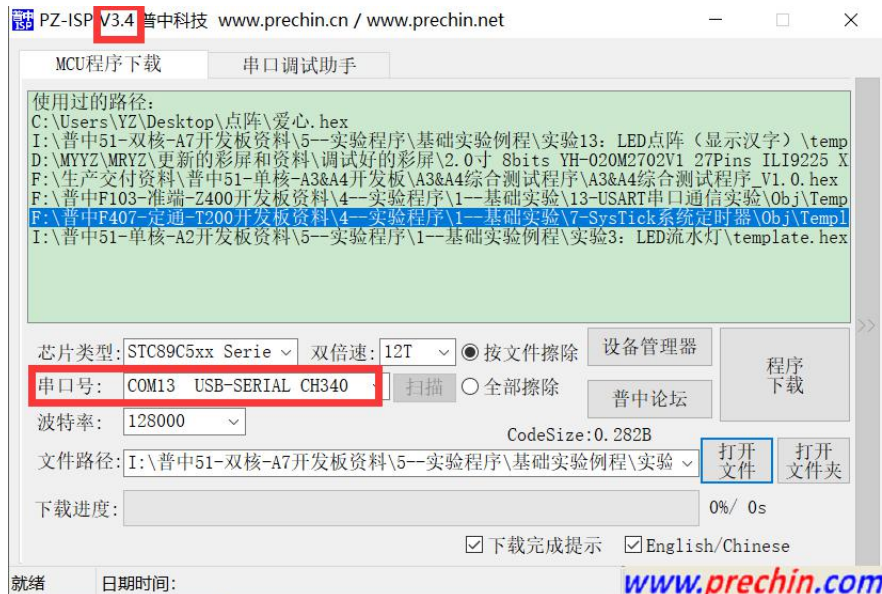 普中ISP PZ-ISP V3.4 普中科技 www.prechin.cn / www.prechin.net
MCU程序下载 串口调试助手
使用过的路径:
C:\Users\YZ\Desktop\点阵\爱心.hex
I:\普中51-双核-A7开发板资料\5--实验程序\基础实验例程\实验13: LED点阵（显示汉字）\temp
D:\MYYZ\MRYZ\更新的彩屏和资料\调试好的彩屏\2.0寸 8bits YH-020M2702V1 27Pins ILI9225 X
F:\生产交付资料\普中51-单核-A3&A4开发板\A3&A4综合测试程序\A3&A4综合测试程序_V1.0.hex
F:\普中F103-准端-Z400开发板资料\4--实验程序\1--基础实验\13-USART串口通信实验\Obj\Temp
F:\普中F407-定通-T200开发板资料\4--实验程序\1--基础实验\7-SysTick系统定时器\Obj\Templ
I:\普中51-单核-A2开发板资料\5--实验程序\1--基础实验例程\实验3: LED流水灯\template.hex
芯片类型: STC89C5xx Serie 双倍速: 12T 按文件擦除 设备管理器
串口号: COM13 USB-SERIAL CH340 扫描 全部擦除 普中论坛 程序下载
波特率: 128000
CodeSize:0.282B
文件路径: I:\普中51-双核-A7开发板资料\5--实验程序\基础实验例程\实验 打开文件 打开文件夹
下载进度: 0%/ 0s
下载完成提示 English/Chinese
就绪 日期时间: www.prechin.com